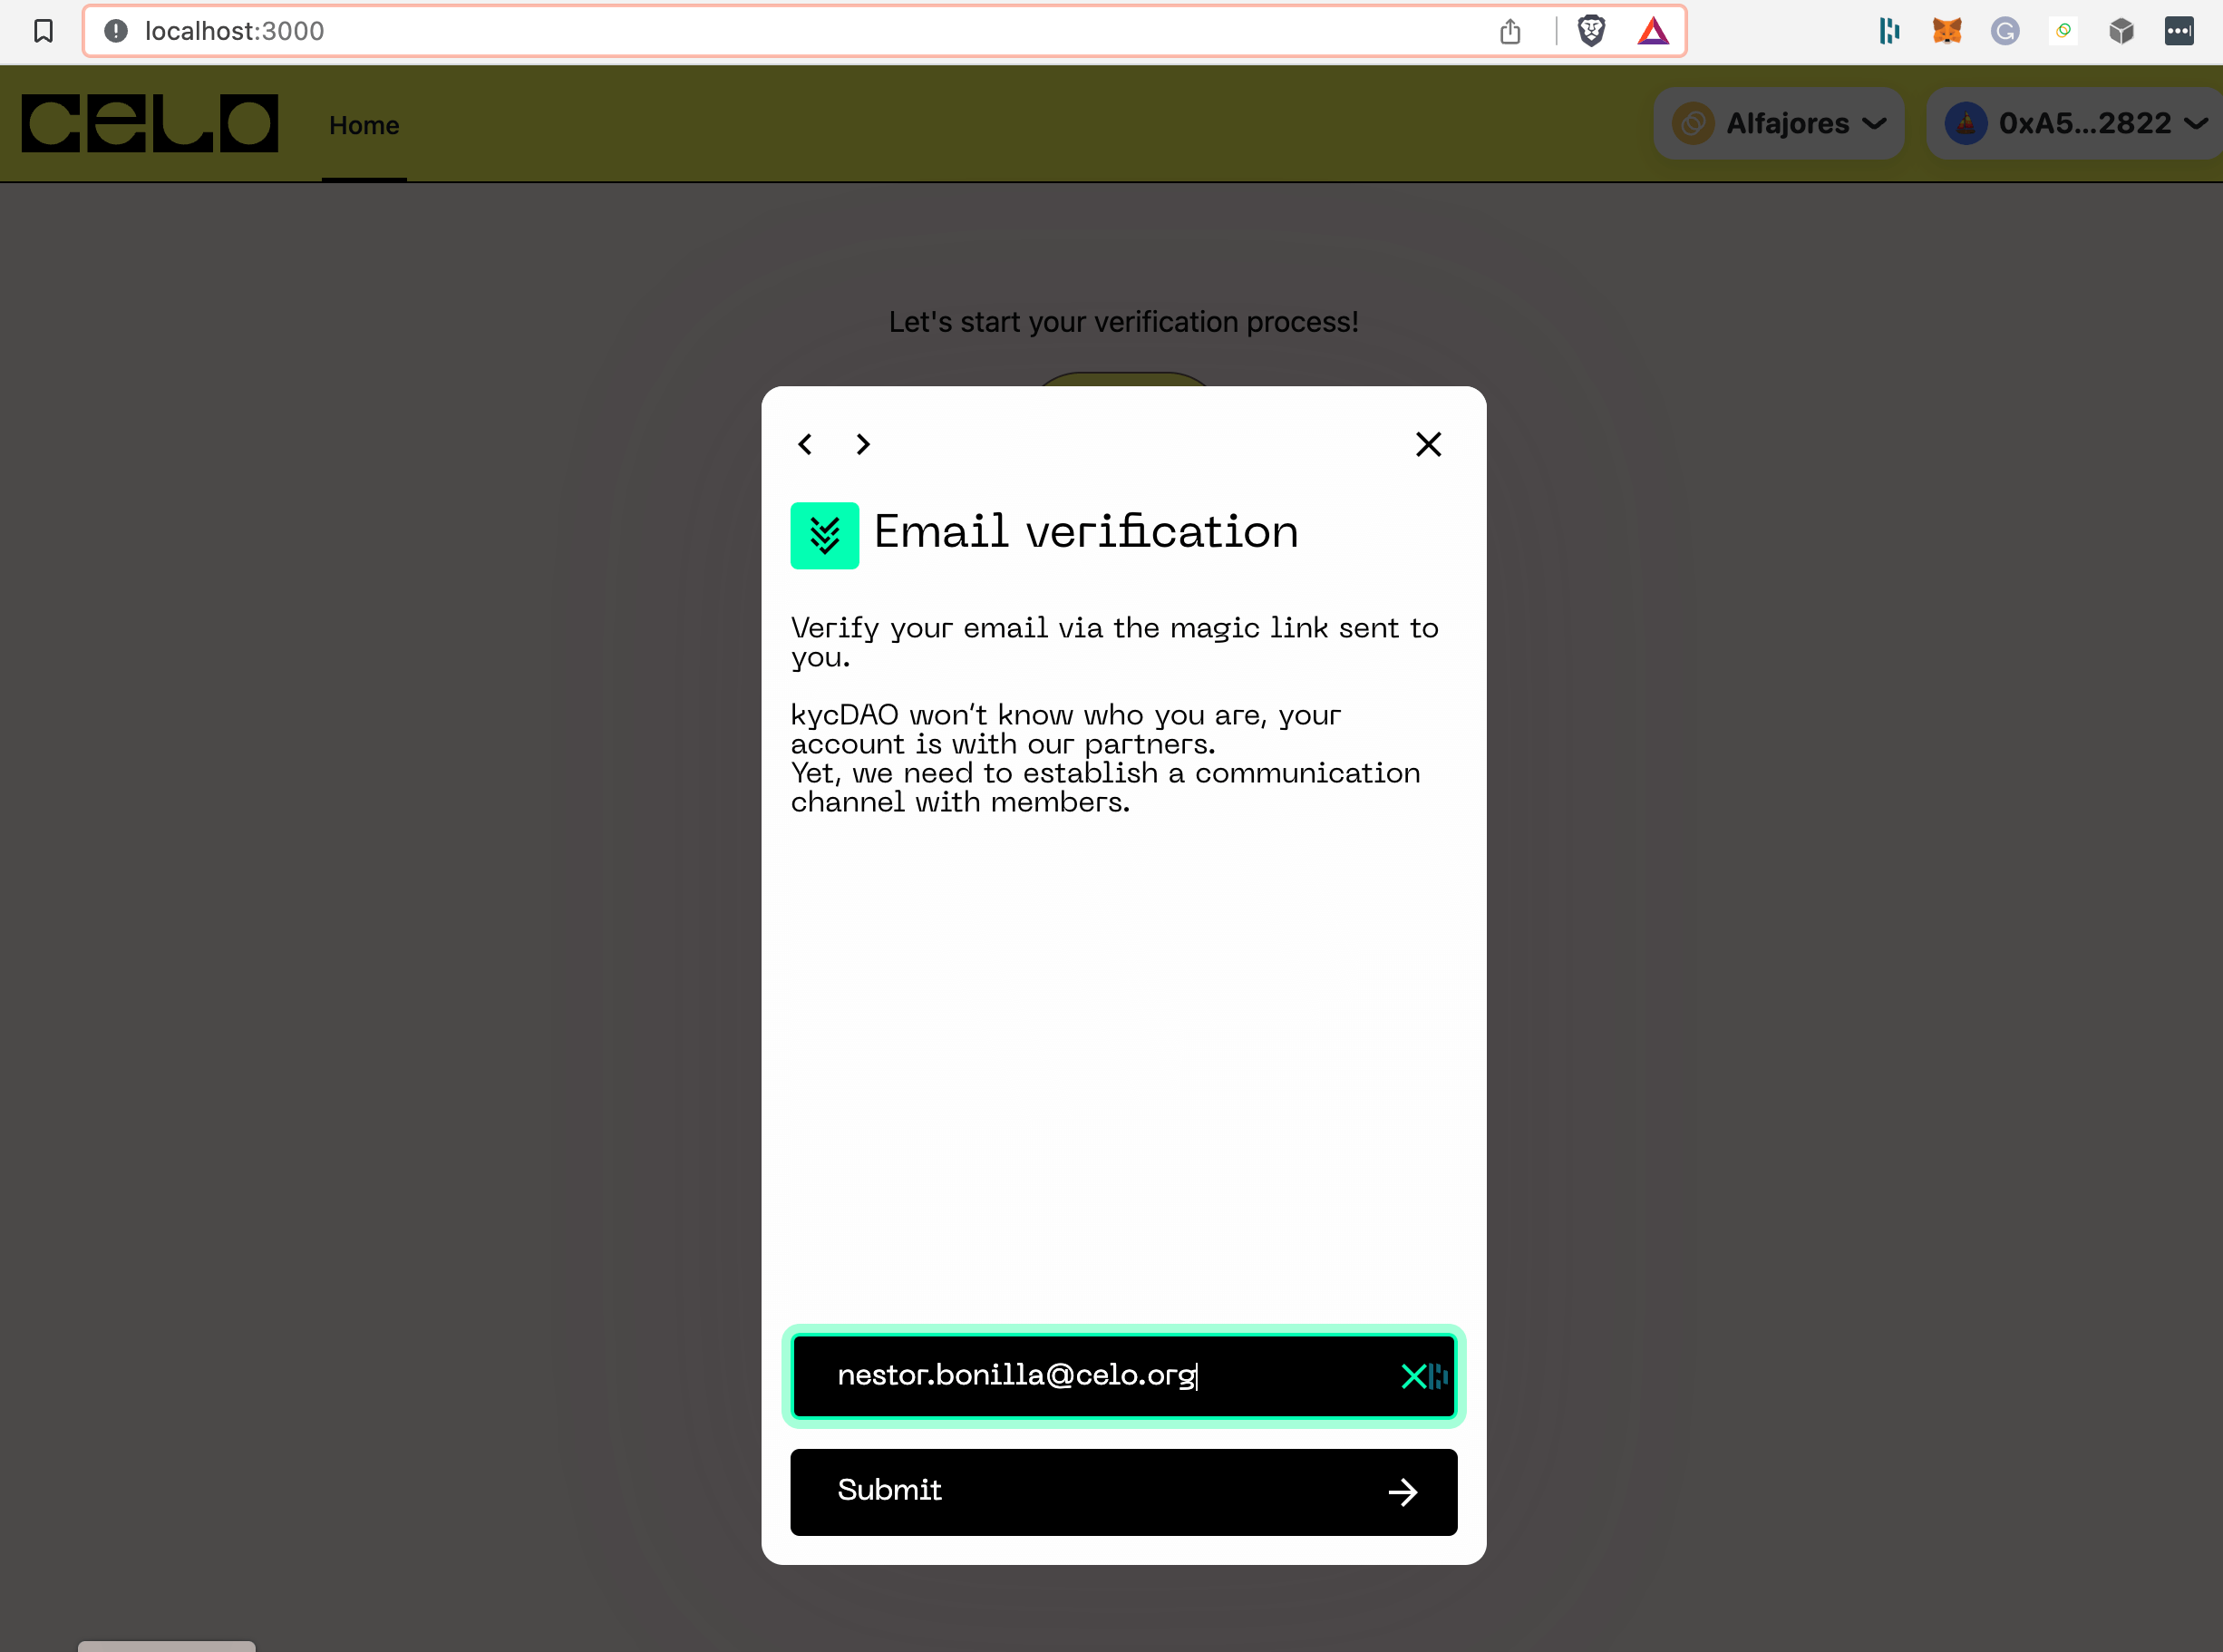 localhost:3000
CELO
Home
Alfajores
0xA5...2822
Let's start your verification process!
Email verification
Verify your email via the magic link sent to
you.
kycDAO won't know who you are, your
account is with our partners.
Yet, we need to establish a communication
channel with members.
nestor.bonilla@celo.org
Submit